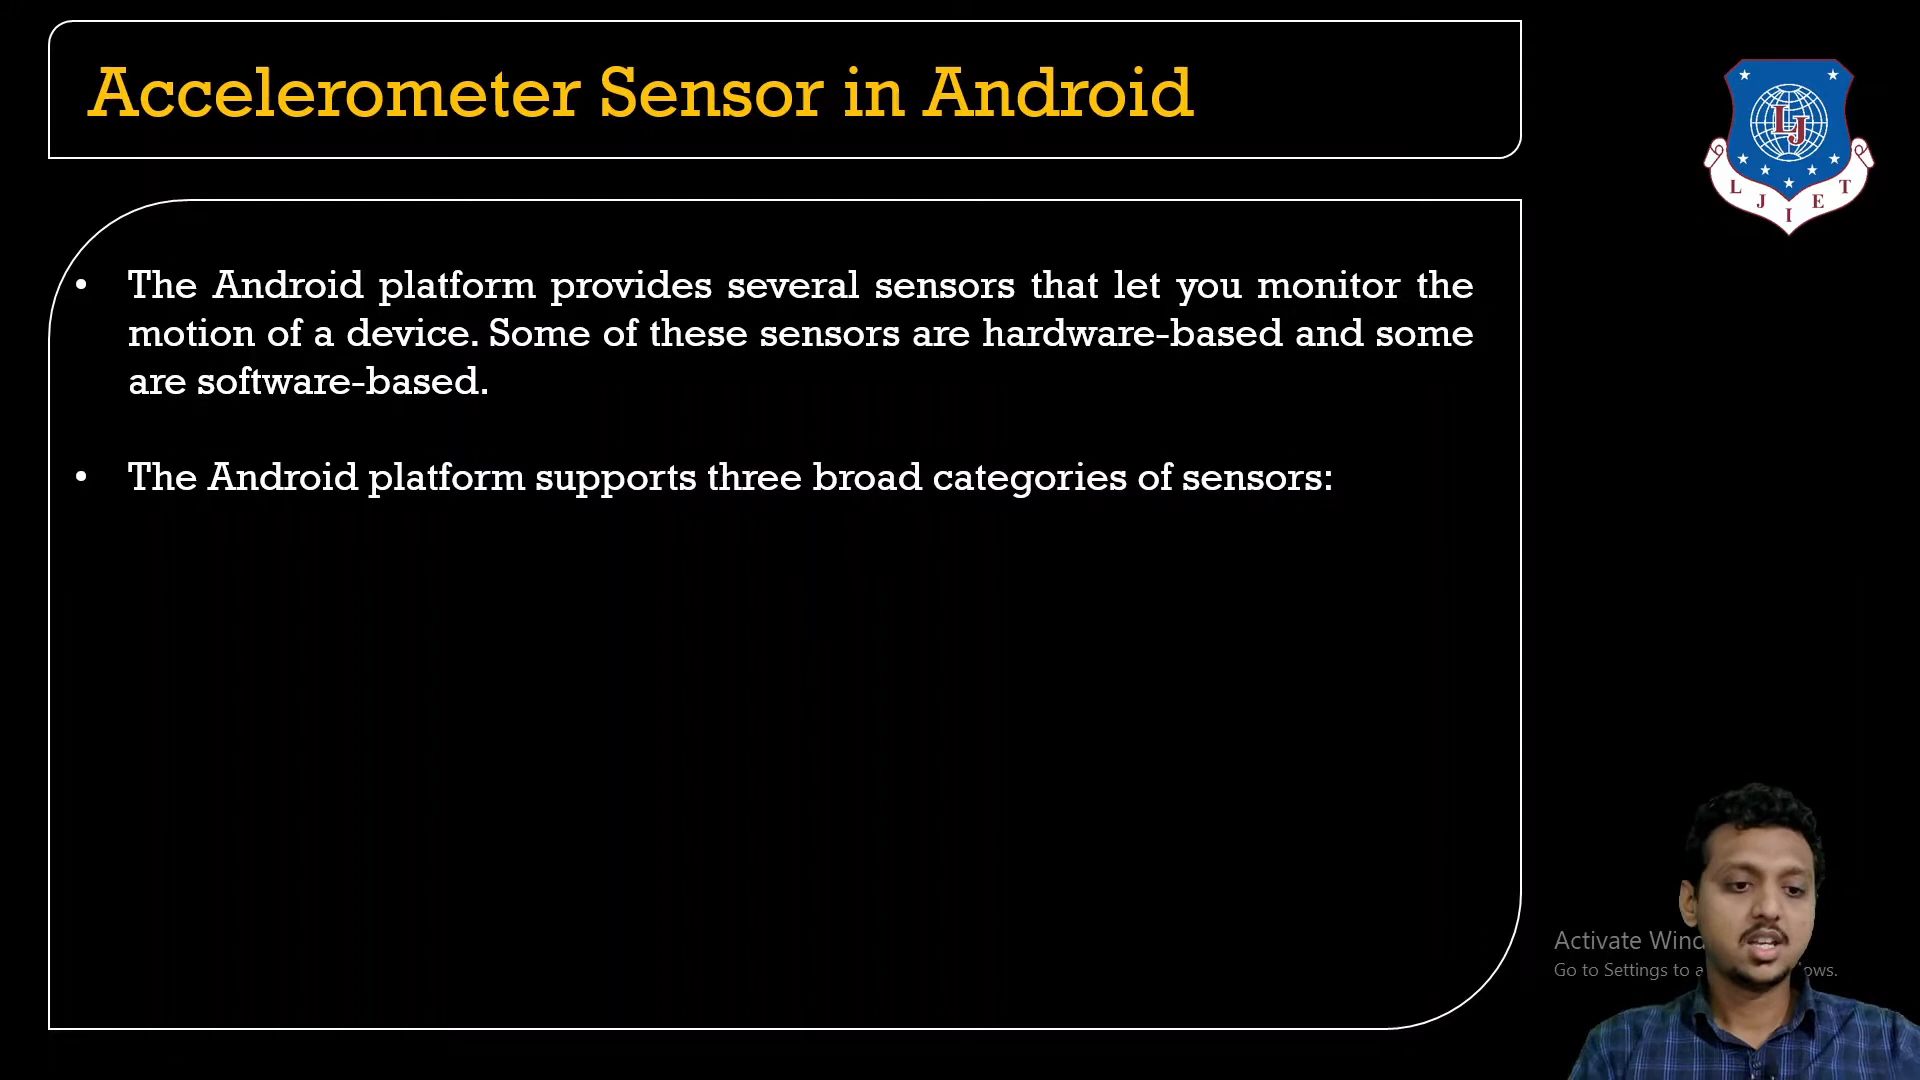 Accelerometer Sensor in Android
LJ
L J I E T
• The Android platform provides several sensors that let you monitor the
motion of a device. Some of these sensors are hardware-based and some
are software-based.
• The Android platform supports three broad categories of sensors:
Activate
Go to Settings to